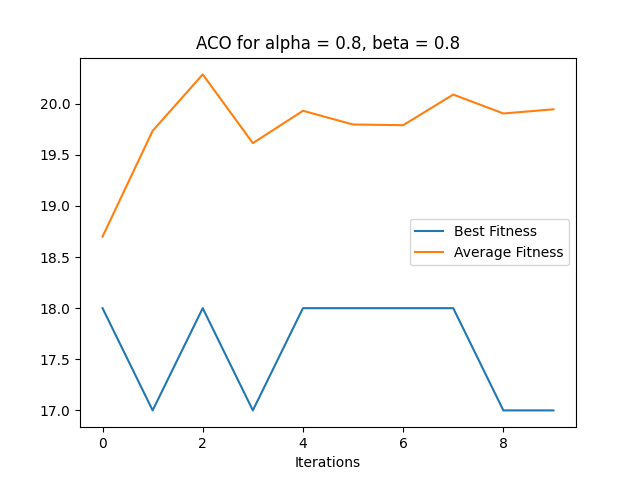 ACO for alpha = 0.8, beta = 0.8
20.0
19.5
19.0
18.5
18.0
17.5
17.0
Best Fitness
Average Fitness
0 2 4 6 8
Iterations